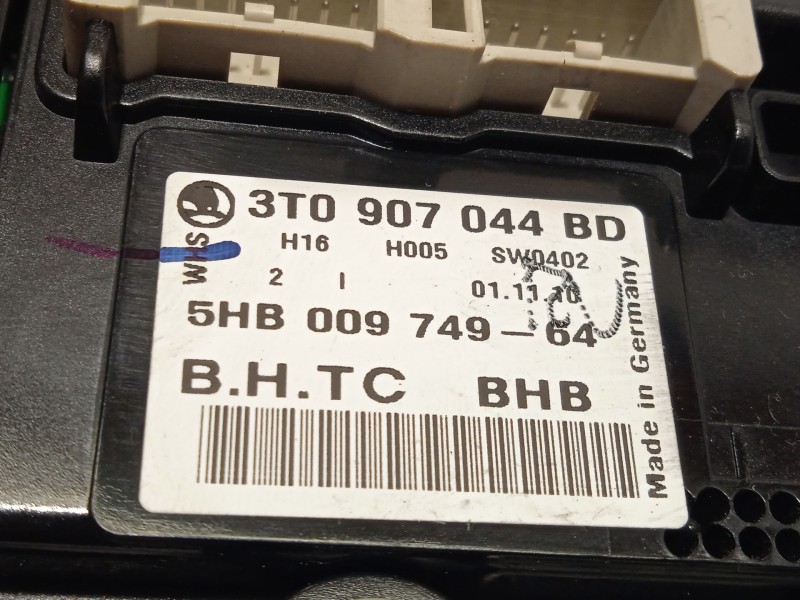 3T0 907 044 BD
H16 H005 SW0402
WHS
2 I 01.11.10
5HB 009 749-64
B.H.TC BHB
Made in Germany